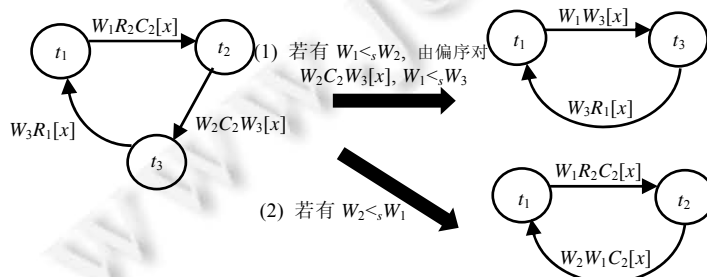 W₁R₂C₂[x]
t₁
t₂
W₃R₁[x]
W₂C₂W₃[x]
t₃
(1) 若有 W₁<ₛW₂, 由偏序对
W₂C₂W₃[x], W₁<ₛW₃
(2) 若有 W₂<ₛW₁
W₁W₃[x]
t₁
t₃
W₃R₁[x]
W₁R₂C₂[x]
t₁
t₂
W₂W₁C₂[x]